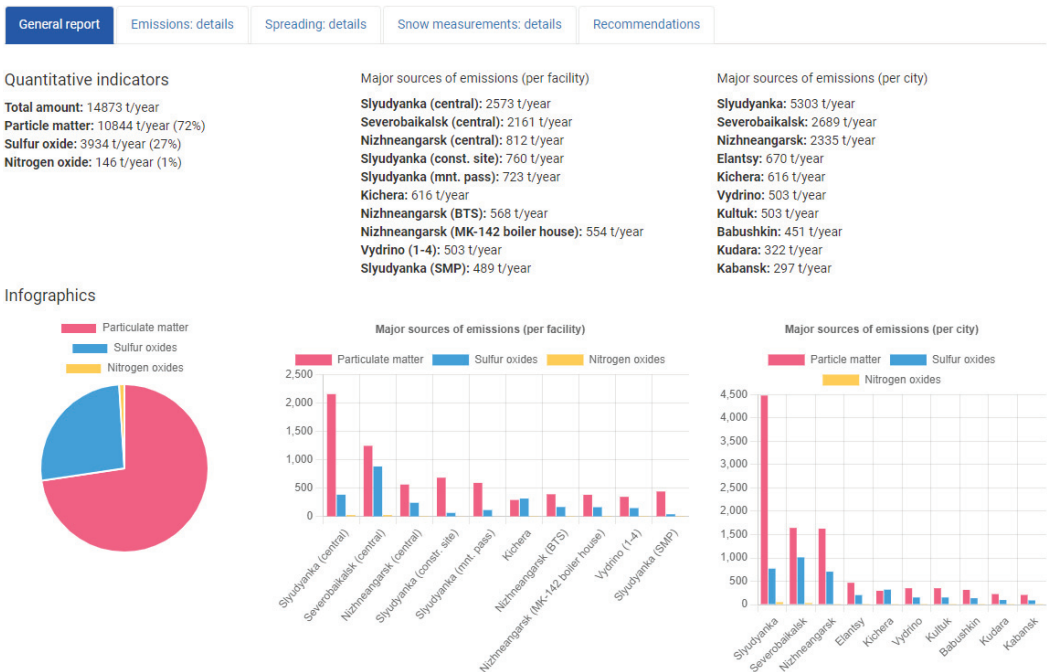 General report
Emissions: details
Spreading: details
Snow measurements: details
Recommendations
Quantitative indicators
Total amount: 14873 t/year
Particle matter: 10844 t/year (72%)
Sulfur oxide: 3934 t/year (27%)
Nitrogen oxide: 146 t/year (1%)
Major sources of emissions (per facility)
Slyudyanka (central): 2573 t/year
Severobaikalsk (central): 2161 t/year
Nizhneangarsk (central): 812 t/year
Slyudyanka (const. site): 760 t/year
Slyudyanka (mnt. pass): 723 t/year
Kichera: 616 t/year
Nizhneangarsk (BTS): 568 t/year
Nizhneangarsk (MK-142 boiler house): 554 t/year
Vydrino (1-4): 503 t/year
Slyudyanka (SMP): 489 t/year
Major sources of emissions (per city)
Slyudyanka: 5303 t/year
Severobaikalsk: 2689 t/year
Nizhneangarsk: 2335 t/year
Elantsy: 670 t/year
Kichera: 616 t/year
Vydrino: 503 t/year
Kultuk: 503 t/year
Babushkin: 451 t/year
Kudara: 322 t/year
Kabansk: 297 t/year
Infographics
Particulate matter
Sulfur oxides
Nitrogen oxides
Major sources of emissions (per facility)
Particulate matter
Sulfur oxides
Nitrogen oxides
2,500
2,000
1,500
1,000
500
0
Slyudyanka (central)
Severobaikalsk (central)
Nizhneangarsk (central)
Slyudyanka (constr. site)
Slyudyanka (mnt. pass)
Kichera
Nizhneangarsk (BTS)
Nizhneangarsk (MK-142 boiler house)
Vydrino (1-4)
Slyudyanka (SMP)
Major sources of emissions (per city)
Particle matter
Sulfur oxides
Nitrogen oxides
4,500
4,000
3,500
3,000
2,500
2,000
1,500
1,000
500
0
Slyudyanka
Severobaikalsk
Nizhneangarsk
Elantsy
Kichera
Vydrino
Kultuk
Babushkin
Kudara
Kabansk